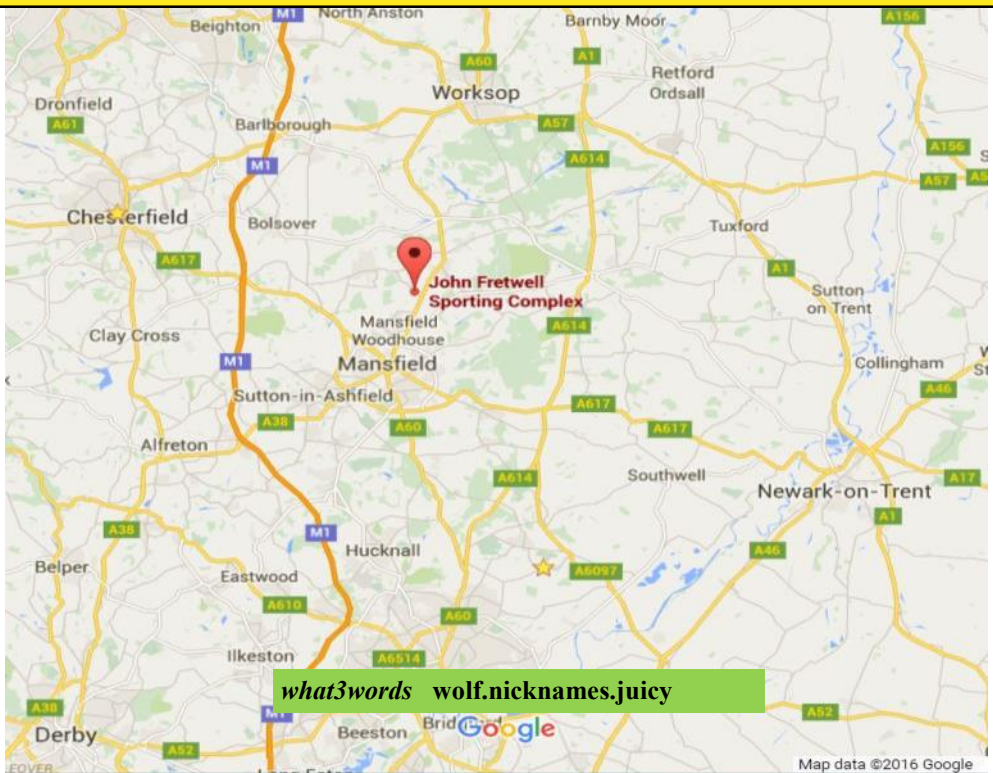 M1
North Anston
Beighton
Barnby Moor
A156
A60
A1
Retford
Ordsall
Worksop
Dronfield
A61
Barlborough
A57
M1
A614
A156
A57
Chesterfield
Bolsover
Tuxford
A617
A1
John Fretwell
Sporting Complex
Sutton
on Trent
Mansfield
Woodhouse
A614
Clay Cross
M1
Mansfield
Collingham
A46
Sutton-in-Ashfield
A617
A38
A60
A617
Alfreton
A614
Southwell
A17
Newark-on-Trent
A38
M1
A1
Hucknall
A46
Belper
Eastwood
A6097
A610
A60
Ilkeston
A6514
what3words wolf.nicknames.juicy
A38
M1
A52
Derby
Google
Beeston
A52
Map data ©2016 Google